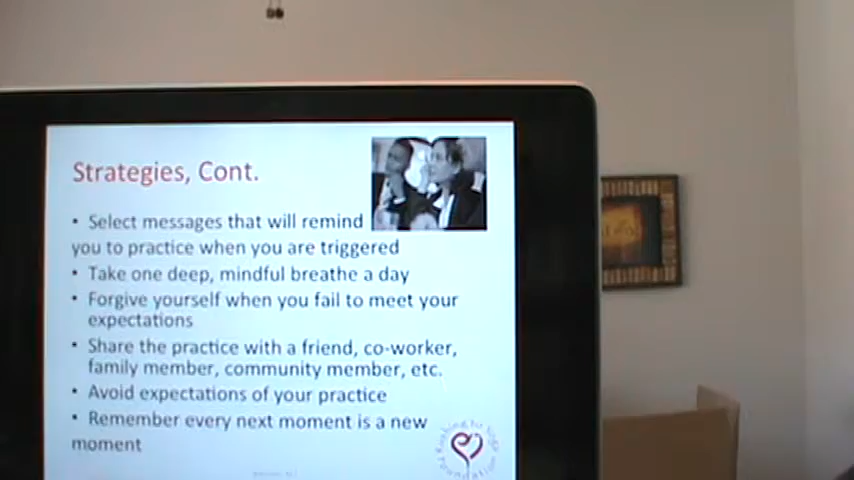 Strategies, Cont.
• Select messages that will remind
you to practice when you are triggered
• Take one deep, mindful breathe a day
• Forgive yourself when you fail to meet your
expectations
• Share the practice with a friend, co-worker,
family member, community member, etc.
• Avoid expectations of your practice
• Remember every next moment is a new
moment
Foundation